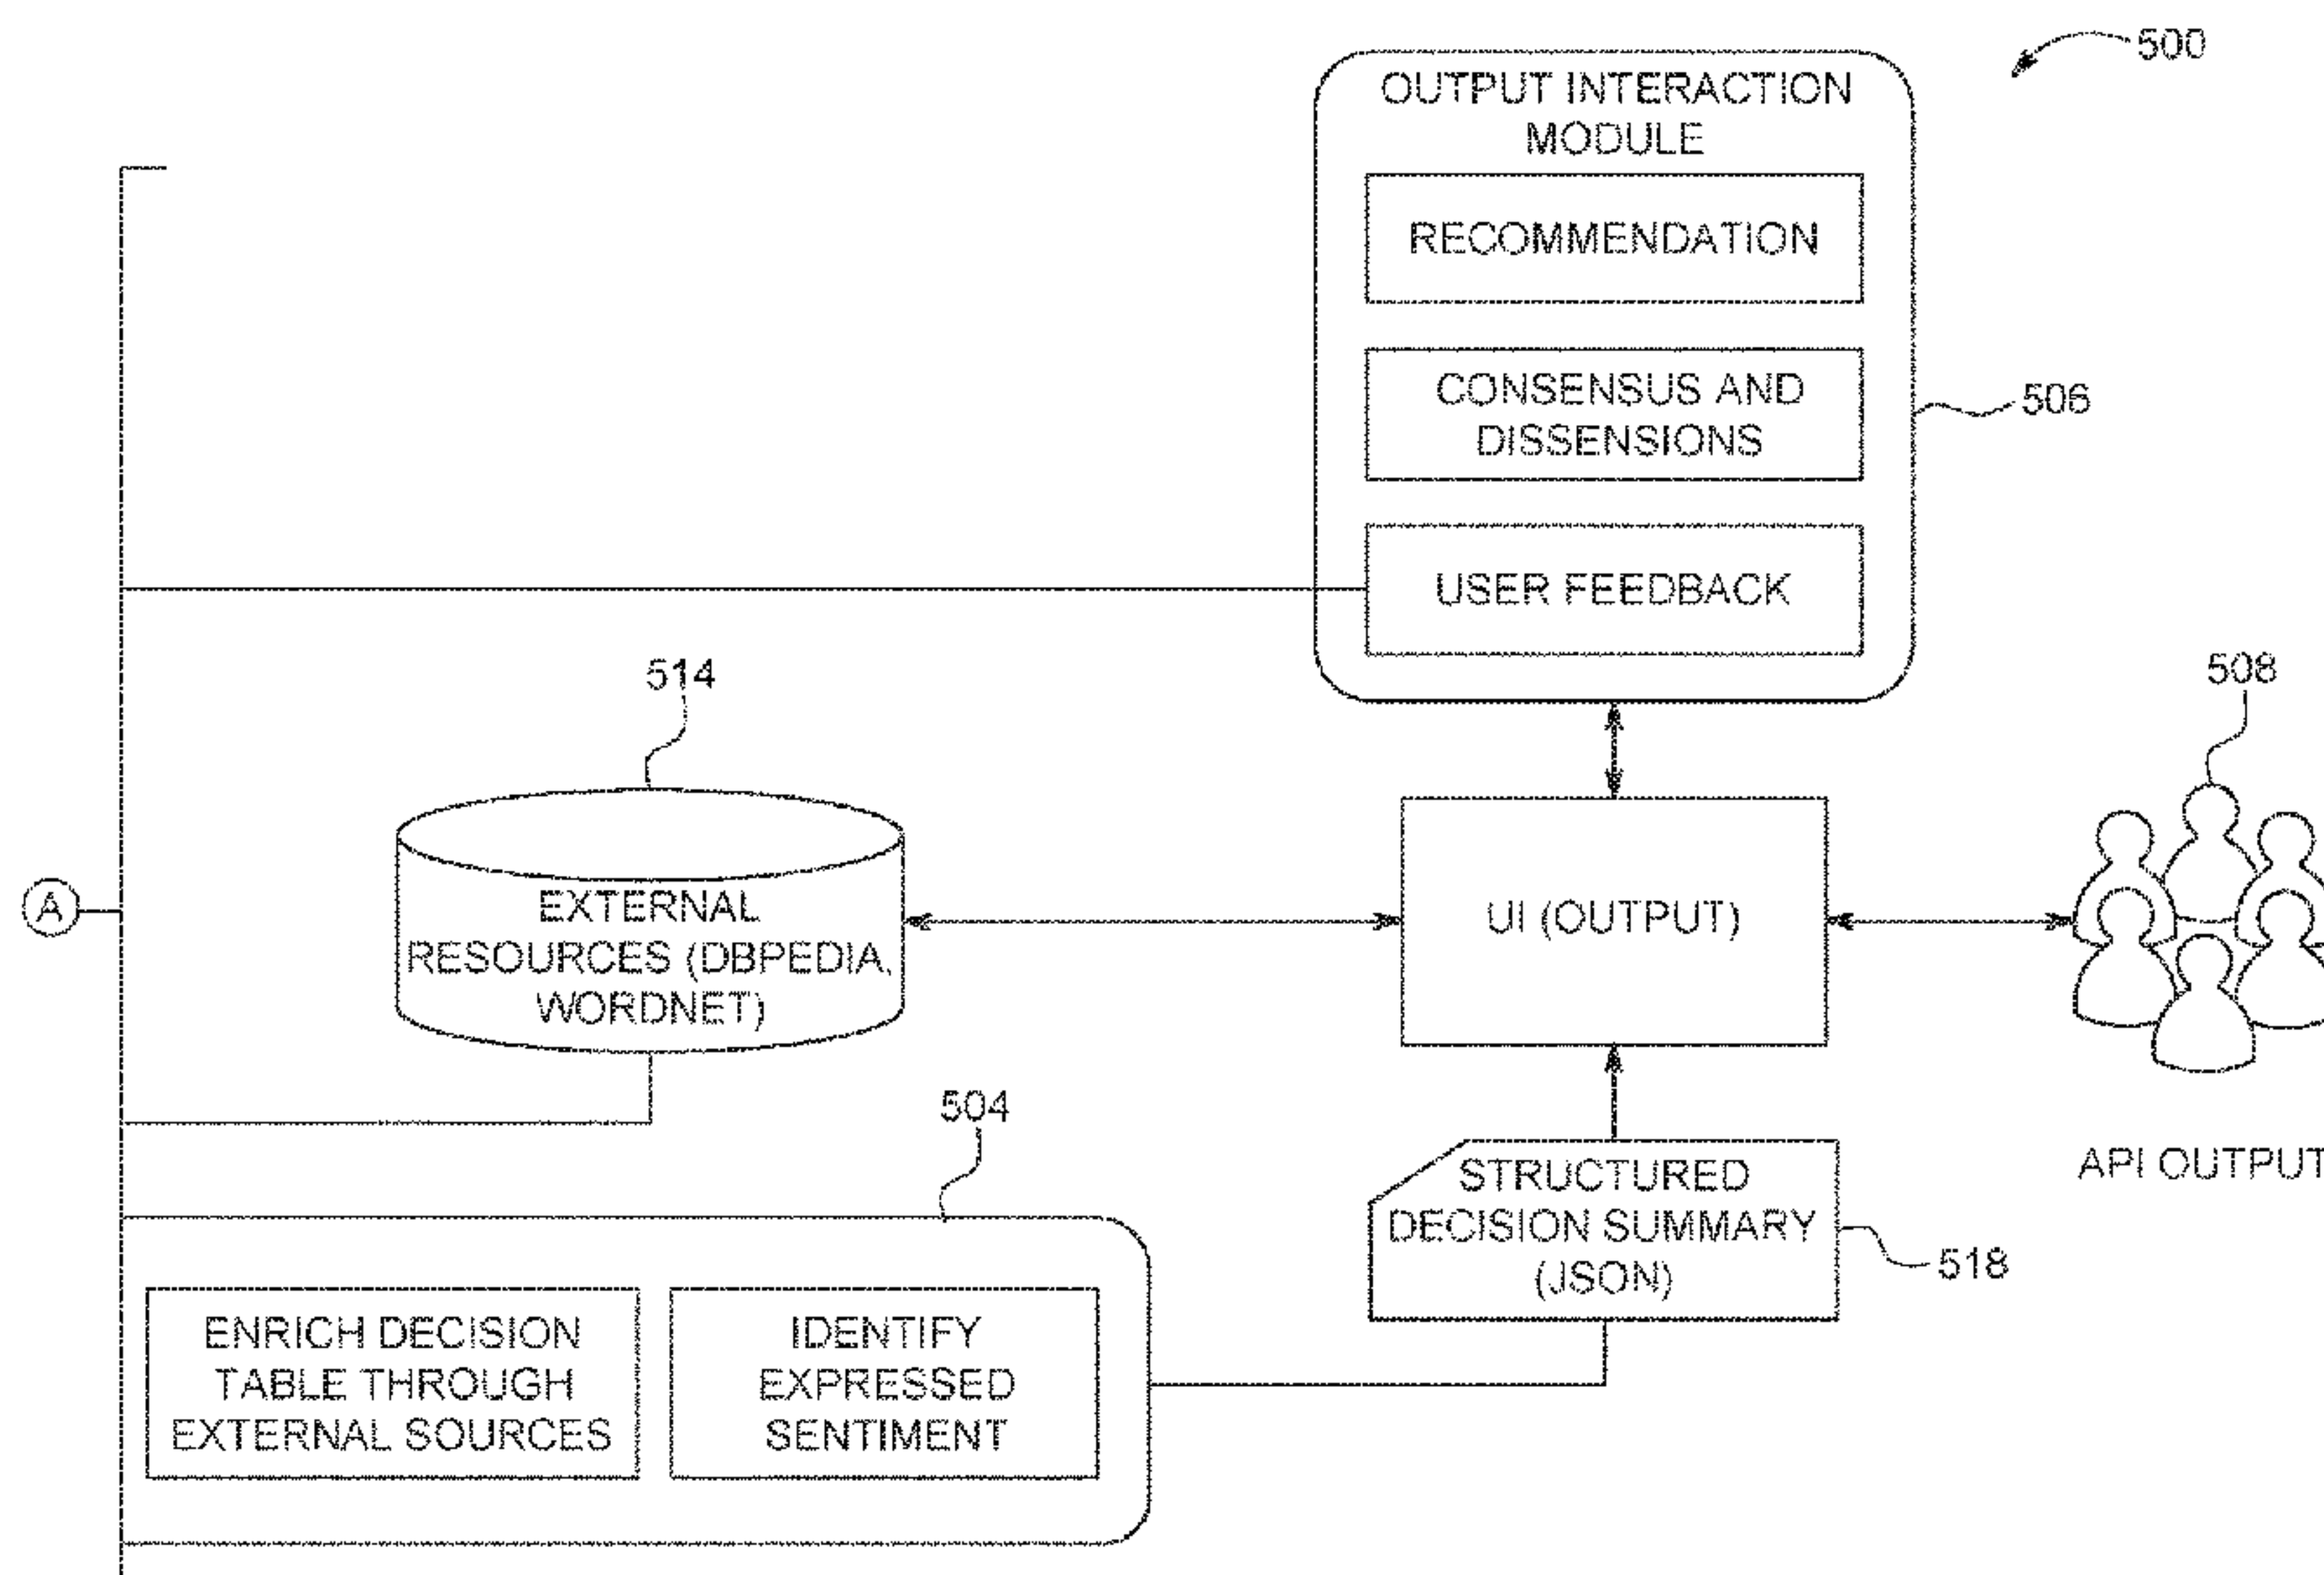 500
OUTPUT INTERACTION
MODULE
RECOMMENDATION
CONSENSUS AND
DISSENSIONS
506
USER FEEDBACK
514
508
A
EXTERNAL
RESOURCES (DBPEDIA,
WORDNET)
UI (OUTPUT)
504
API OUTPUT
STRUCTURED
DECISION SUMMARY
(JSON)
518
ENRICH DECISION
TABLE THROUGH
EXTERNAL SOURCES
IDENTIFY
EXPRESSED
SENTIMENT